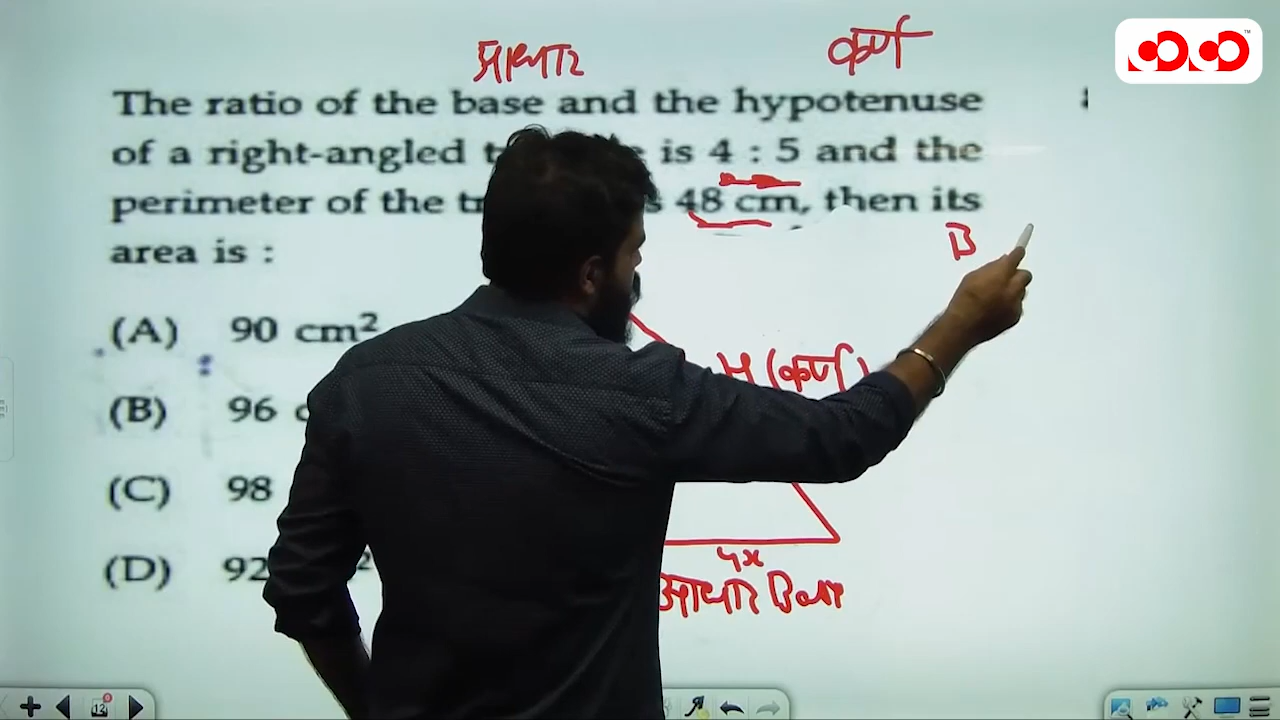 आधार
कर्ण
The ratio of the base and the hypotenuse
of a right-angled is 4 : 5 and the
perimeter of the 48 cm, then its
area is :
B
(A) 90 cm²
H (कर्ण)
(B) 96
(C) 98
4x
(D) 92
आधार Base
12